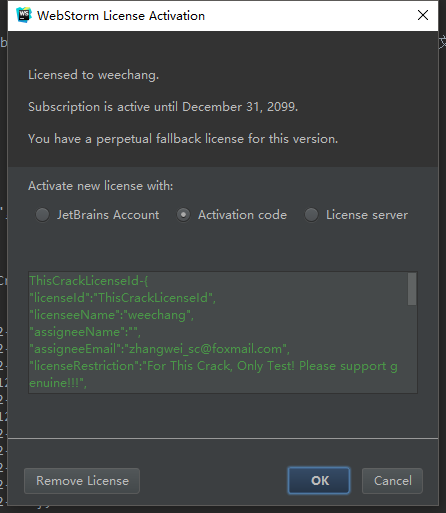 WebStorm License Activation
Licensed to weechang.
Subscription is active until December 31, 2099.
You have a perpetual fallback license for this version.
Activate new license with:
JetBrains Account Activation code License server
ThisCrackLicenseId-{
"licenseId":"ThisCrackLicenseId",
"licenseeName":"weechang",
"assigneeName":"",
"assigneeEmail":"zhangwei_sc@foxmail.com",
"licenseRestriction":"For This Crack, Only Test! Please support g
enuine!!!",
Remove License OK Cancel